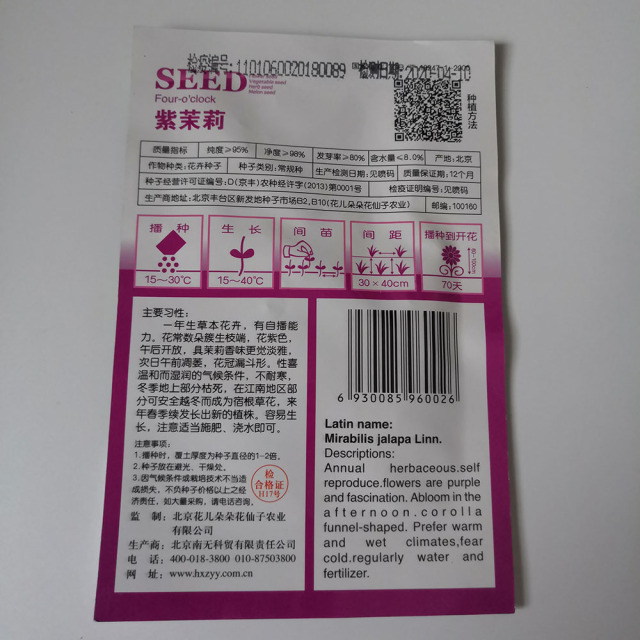 检疫编号:1101060020180089 检测日期:2020-04-10
SEED
Vegetable seed
Herb seed
Four-o'clock
紫茉莉
种植方法
质量指标 纯度≥95% 净度≥98% 发芽率≥80% 含水量≤8.0% 产地:北京
作物种类:花卉种子 种子类别:常规种 生产检测日期:见喷码 质量保证期:12个月
种子经营许可证编号:D(京丰)农种经许字(2013)第0001号 检疫证明编号:见喷码
生产商地址:北京丰台区新发地种子市场B2,B10(花儿朵朵花仙子农业) 邮编:100160
播种 生长 间苗 间距 播种到开花
15～30℃ 15～40℃ 30×40cm 70天
主要习性:
一年生草本花卉，有自播能
力。花常数朵簇生枝端，花紫色，
午后开放，具茉莉香味更觉淡雅，
次日午前凋萎，花冠漏斗形。性喜
温和而湿润的气候条件，不耐寒，
冬季地上部分枯死，在江南地区部
分可安全越冬而成为宿根草花，来
年春季续发长出新的植株。容易生
长，注意适当施肥、浇水即可。
注意事项:
1.播种时，覆土厚度为种子直径的1-2倍。
2.种子放在避光、干燥处。
3.因气候条件或栽培技术不当造
成损失，不负种子价格以上之经
济责任，如大量采购，请电话咨询。
检
合格证
H17号
监制:北京花儿朵朵花仙子农业
有限公司
生产商:北京南无科贸有限责任公司
电话:400-018-3800 010-87503800
网址:www.hxzyy.com.cn
6 930085 960026
Latin name:
Mirabilis jalapa Linn.
Descriptions:
Annual herbaceous.self
reproduce.flowers are purple
and fascination. Abloom in the
afternoon.corolla
funnel-shaped. Prefer warm
and wet climates,fear
cold.regularly water and
fertilizer.